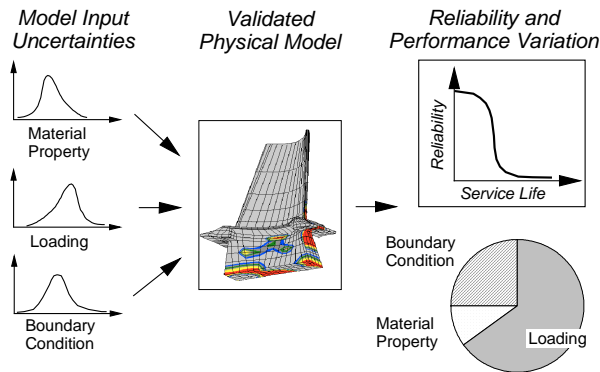 Model Input
Uncertainties
Validated
Physical Model
Reliability and
Performance Variation
Material
Property
Loading
Boundary
Condition
Reliability
Service Life
Boundary
Condition
Material
Property
Loading